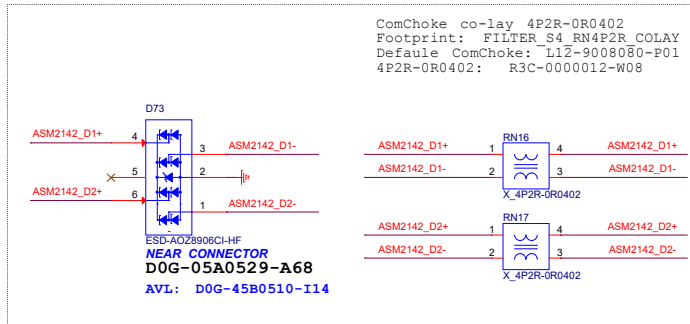 ComChoke co-lay 4P2R-0R0402
Footprint: FILTER_S4_RN4P2R_COLAY
Defaule ComChoke: L12-9008080-P01
4P2R-0R0402: R3C-0000012-W08
D73
ASM2142_D1+ 4
3 ASM2142_D1-
5 2
ASM2142_D2+ 6
1 ASM2142_D2-
ESD-AOZ8906CI-HF
NEAR CONNECTOR
D0G-05A0529-A68
AVL: D0G-45B0510-I14
RN16
ASM2142_D1+ 1 4 ASM2142_D1+
ASM2142_D1- 2 3 ASM2142_D1-
X_4P2R-0R0402
RN17
ASM2142_D2+ 1 4 ASM2142_D2+
ASM2142_D2- 2 3 ASM2142_D2-
X_4P2R-0R0402